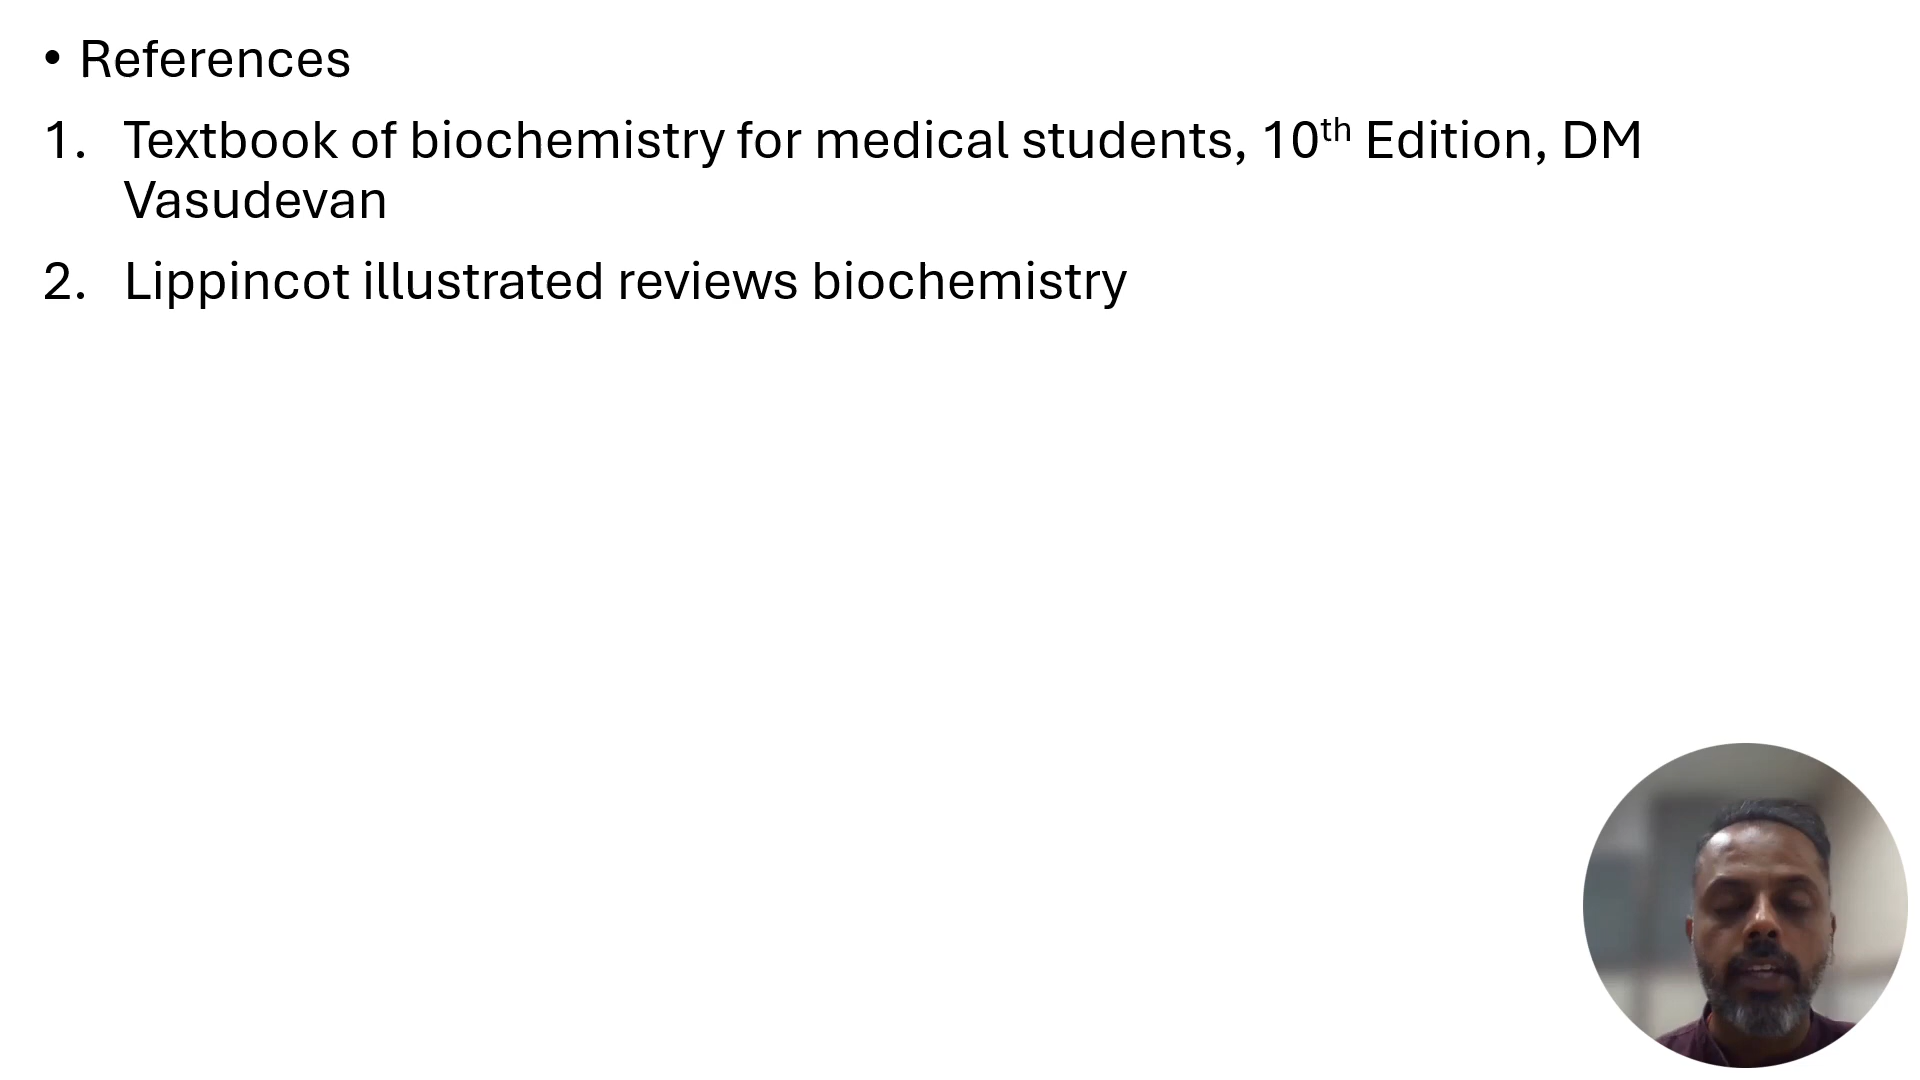 • References
1. Textbook of biochemistry for medical students, 10th Edition, DM
Vasudevan
2. Lippincot illustrated reviews biochemistry